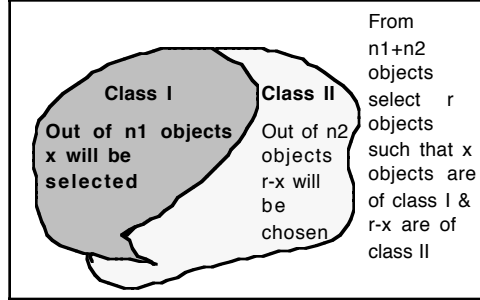 Class I
Out of n1 objects
x will be
selected
Class II
Out of n2
objects
r-x will
be
chosen
From
n1+n2
objects
select r
objects
such that x
objects are
of class I &
r-x are of
class II